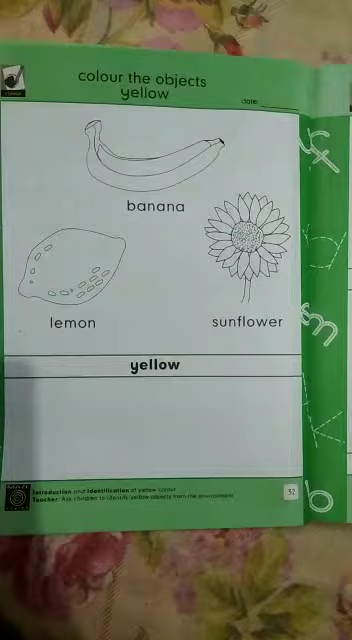 colour the objects
yellow
date:
banana
lemon
sunflower
yellow
Introduction and identification of yellow colour
Teacher: Ask children to identify yellow objects from the environment
32